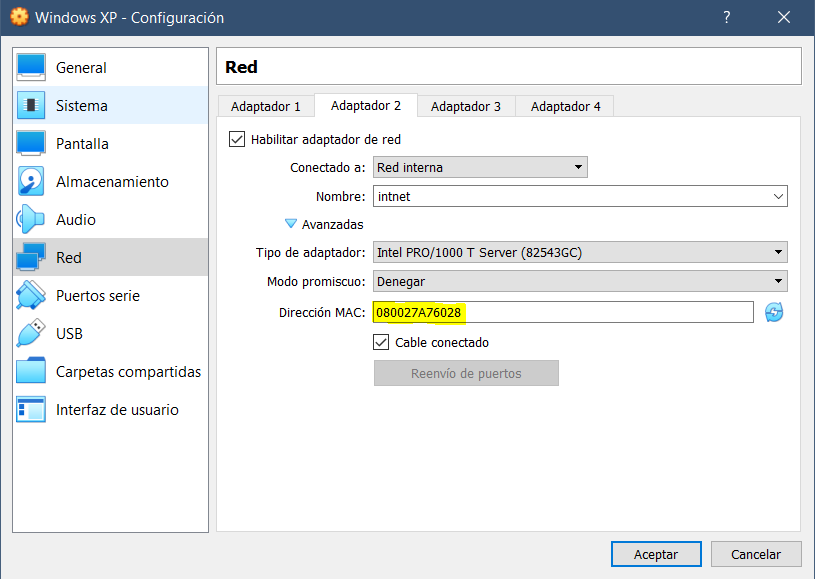 Windows XP - Configuración ?
General
Sistema
Pantalla
Almacenamiento
Audio
Red
Puertos serie
USB
Carpetas compartidas
Interfaz de usuario
Red
Adaptador 1 Adaptador 2 Adaptador 3 Adaptador 4
Habilitar adaptador de red
Conectado a: Red interna
Nombre: intnet
Avanzadas
Tipo de adaptador: Intel PRO/1000 T Server (82543GC)
Modo promiscuo: Denegar
Dirección MAC: 080027A76028
Cable conectado
Reenvío de puertos
Aceptar Cancelar